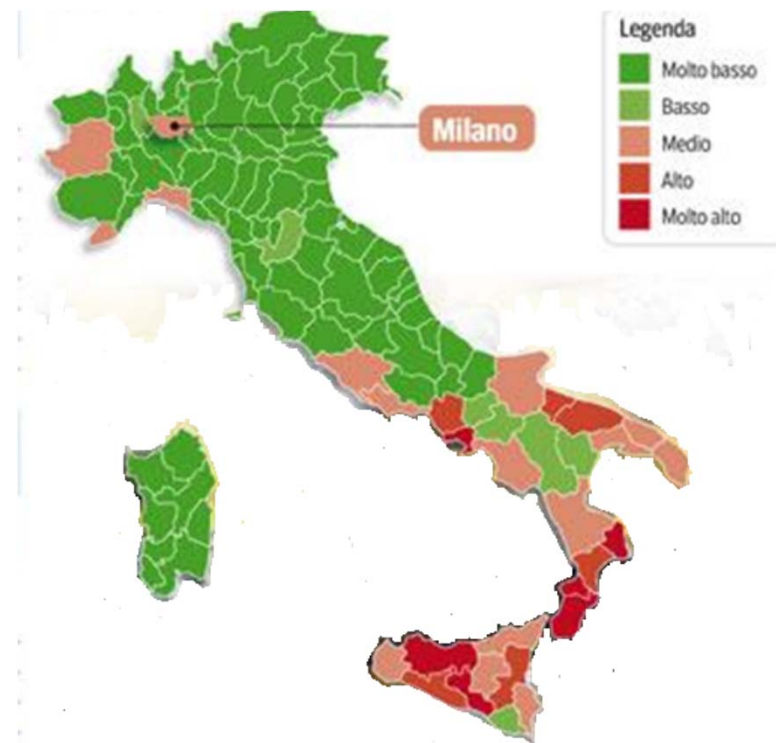 Legenda
Molto basso
Basso
Medio
Alto
Molto alto
Milano